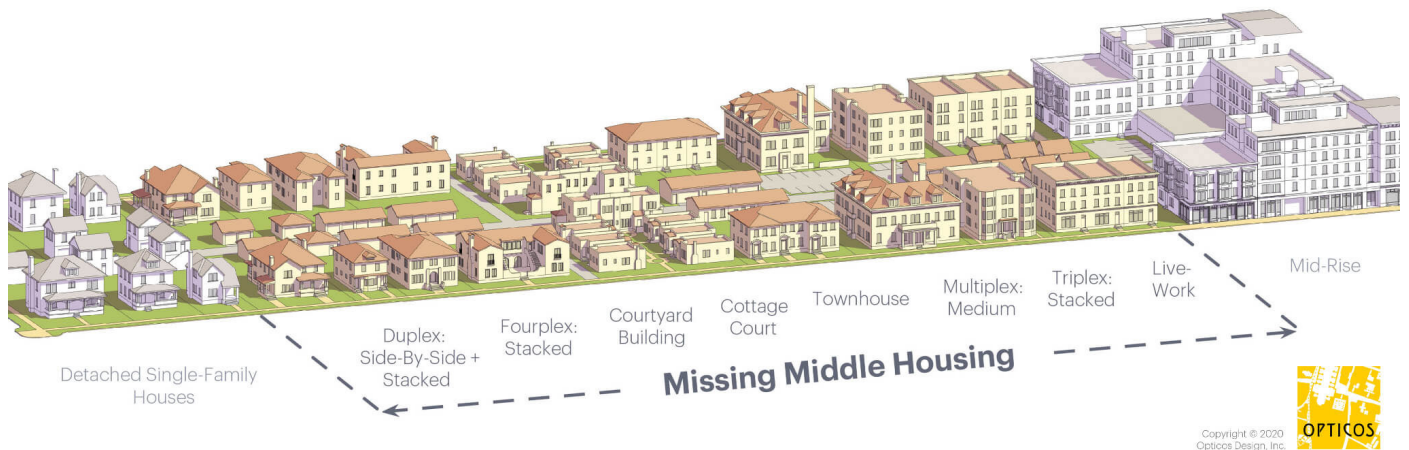 Detached Single-Family
Houses
Duplex:
Side-By-Side +
Stacked
Fourplex:
Stacked
Courtyard
Building
Cottage
Court
Townhouse
Multiplex:
Medium
Triplex:
Stacked
Live-
Work
Mid-Rise
Missing Middle Housing
Copyright © 2020
Opticos Design, Inc.
OPTICOS